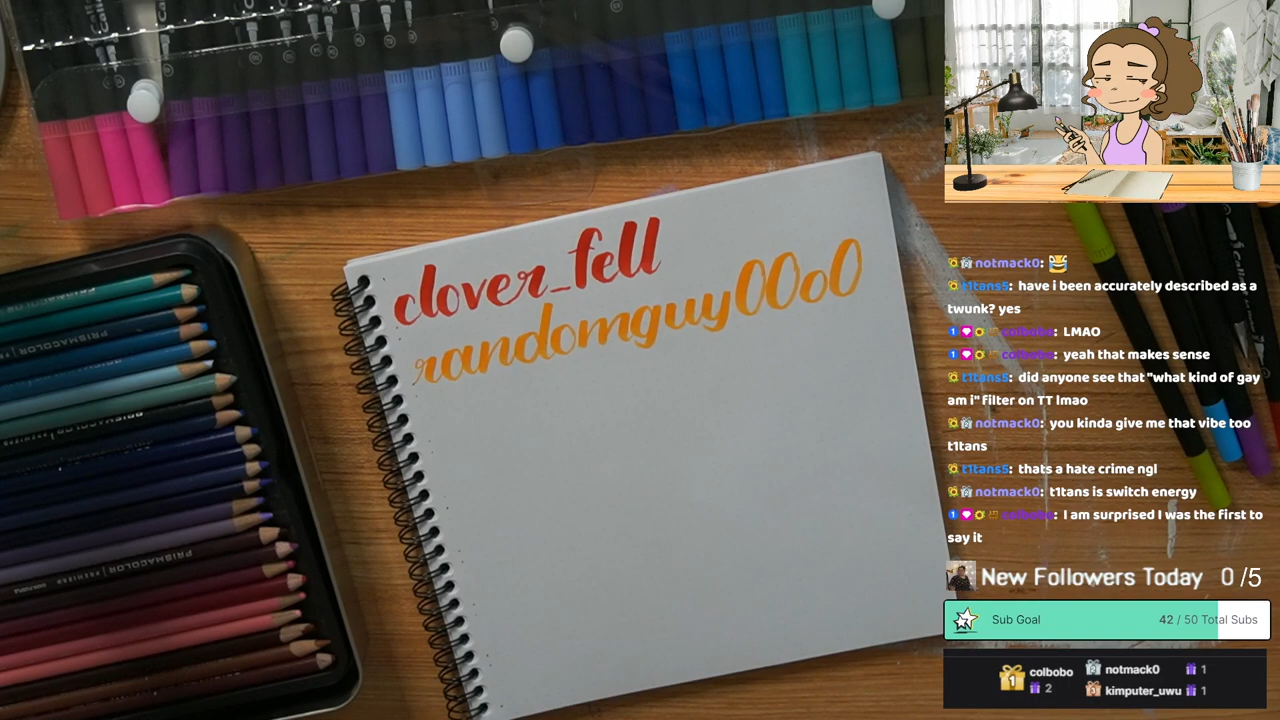 clover_fell
randomguy00o0
PRISMACOLOR
PRISMACOLOR
PRISMACOLOR
notmack0:
t1tans5: have i been accurately described as a
twunk? yes
colbobo: LMAO
colbobo: yeah that makes sense
t1tans5: did anyone see that "what kind of gay
am i" filter on TT lmao
notmack0: you kinda give me that vibe too
t1tans
t1tans5: thats a hate crime ngl
notmack0: t1tans is switch energy
colbobo: I am surprised I was the first to
say it
New Followers Today 0 /5
Sub Goal 42 / 50 Total Subs
1 colbobo 2
notmack0 1
kimputer_uwu 1